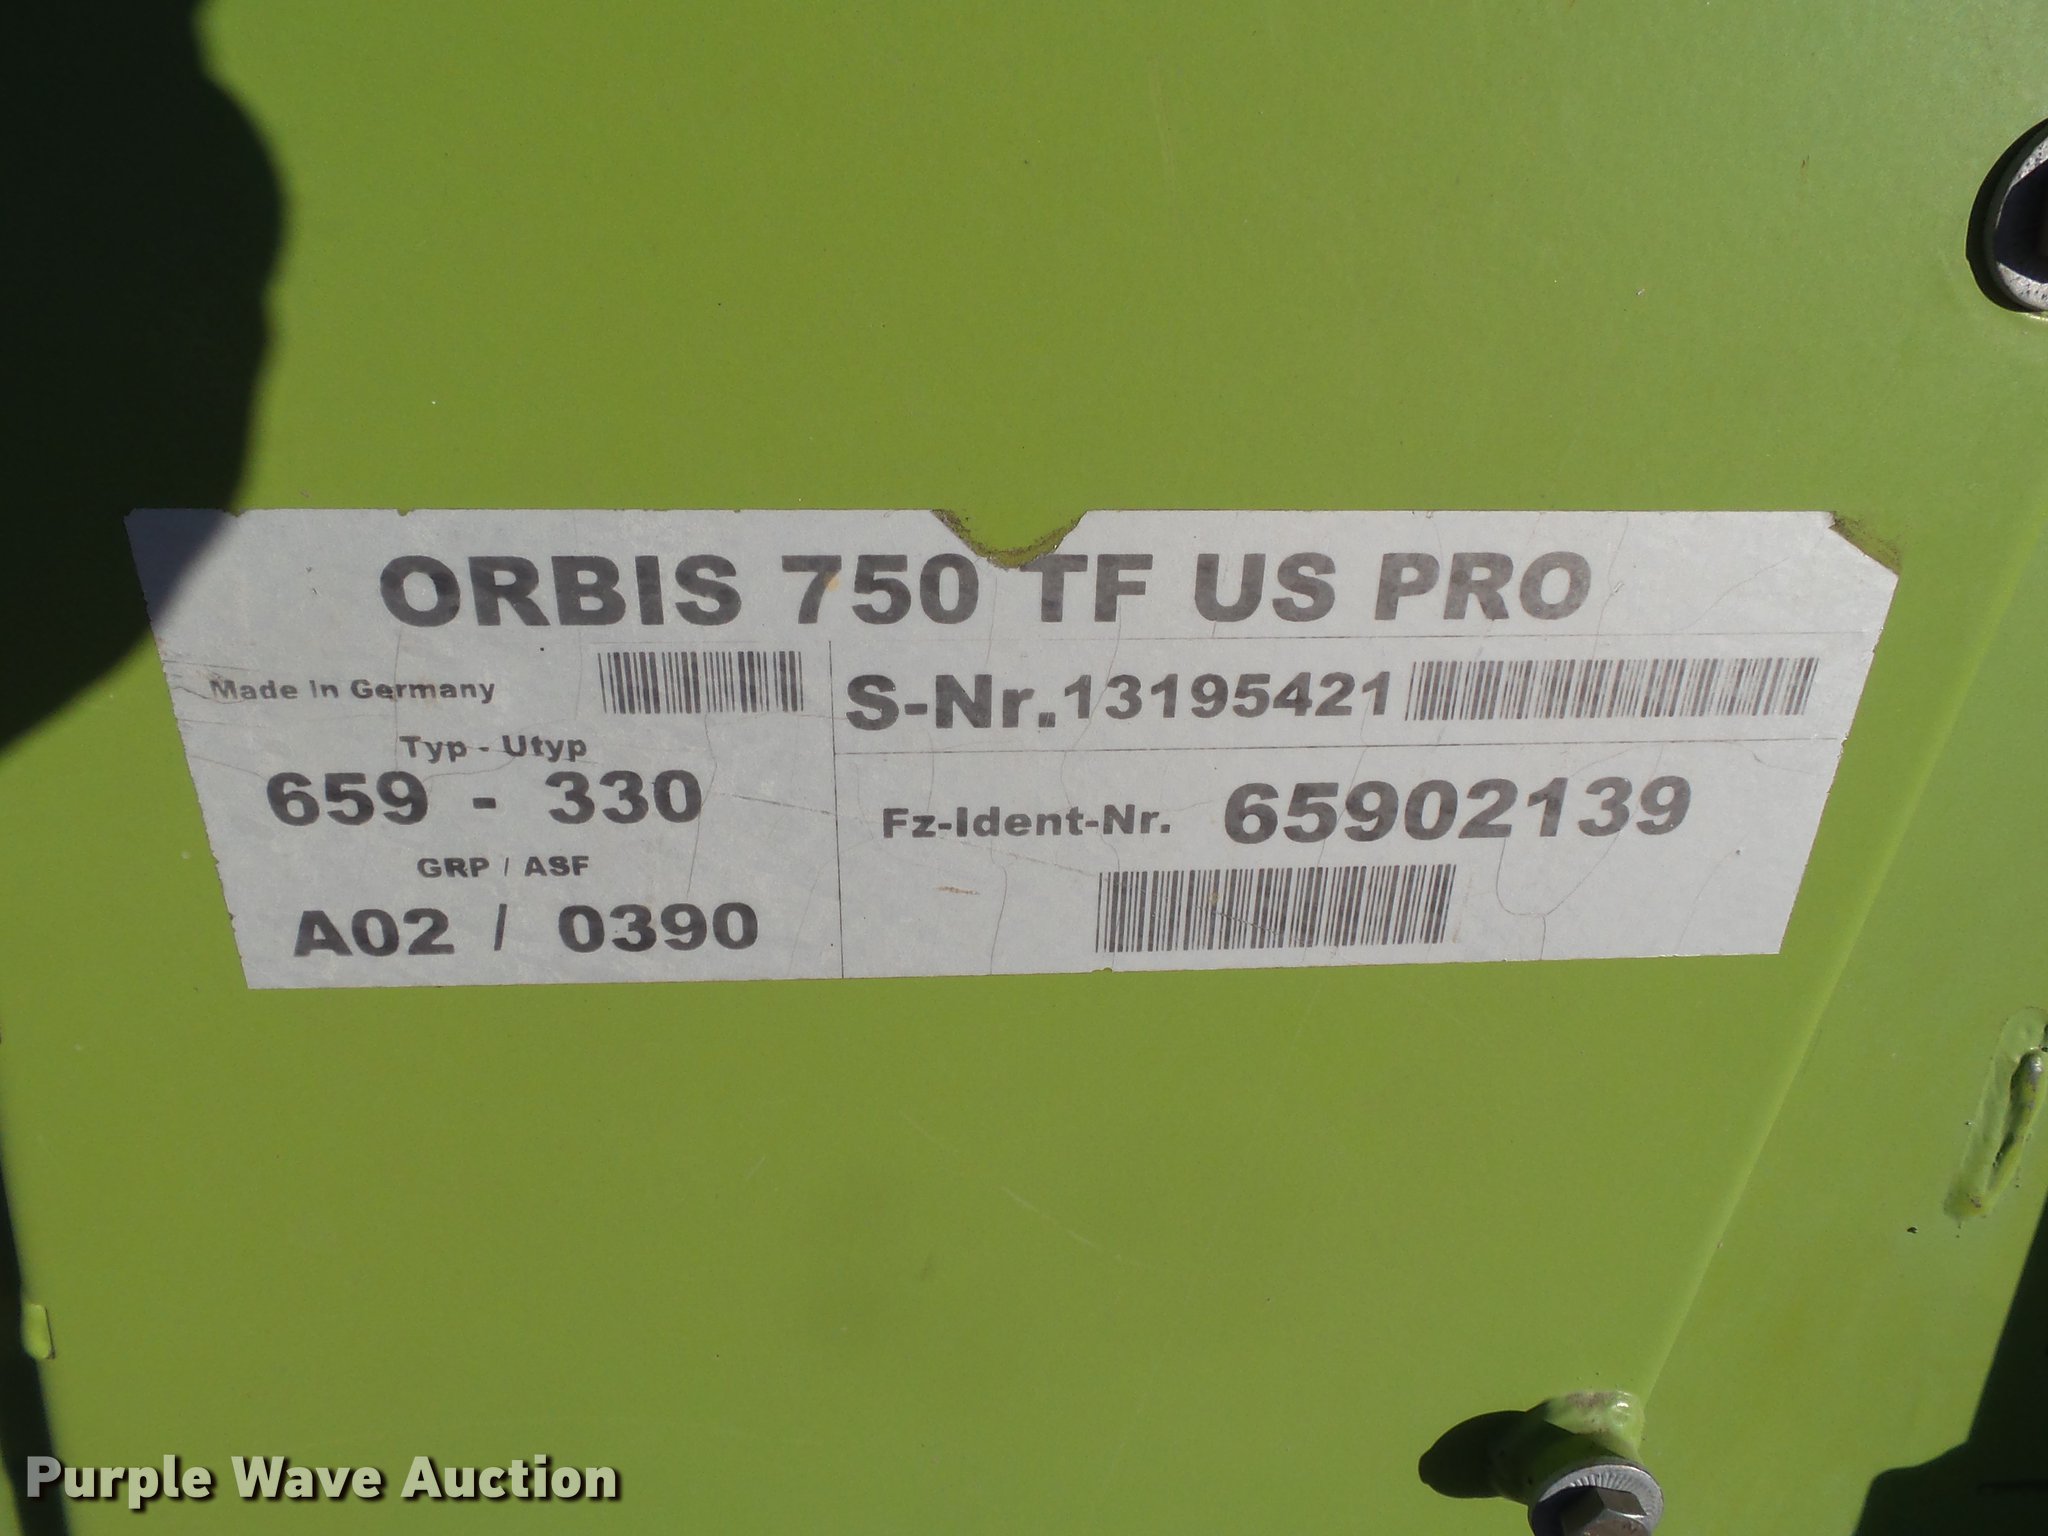 ORBIS 750 TF US PRO
Made in Germany
S-Nr.13195421
Typ - Utyp
659 - 330
Fz-Ident-Nr. 65902139
GRP / ASF
A02 / 0390
Purple Wave Auction